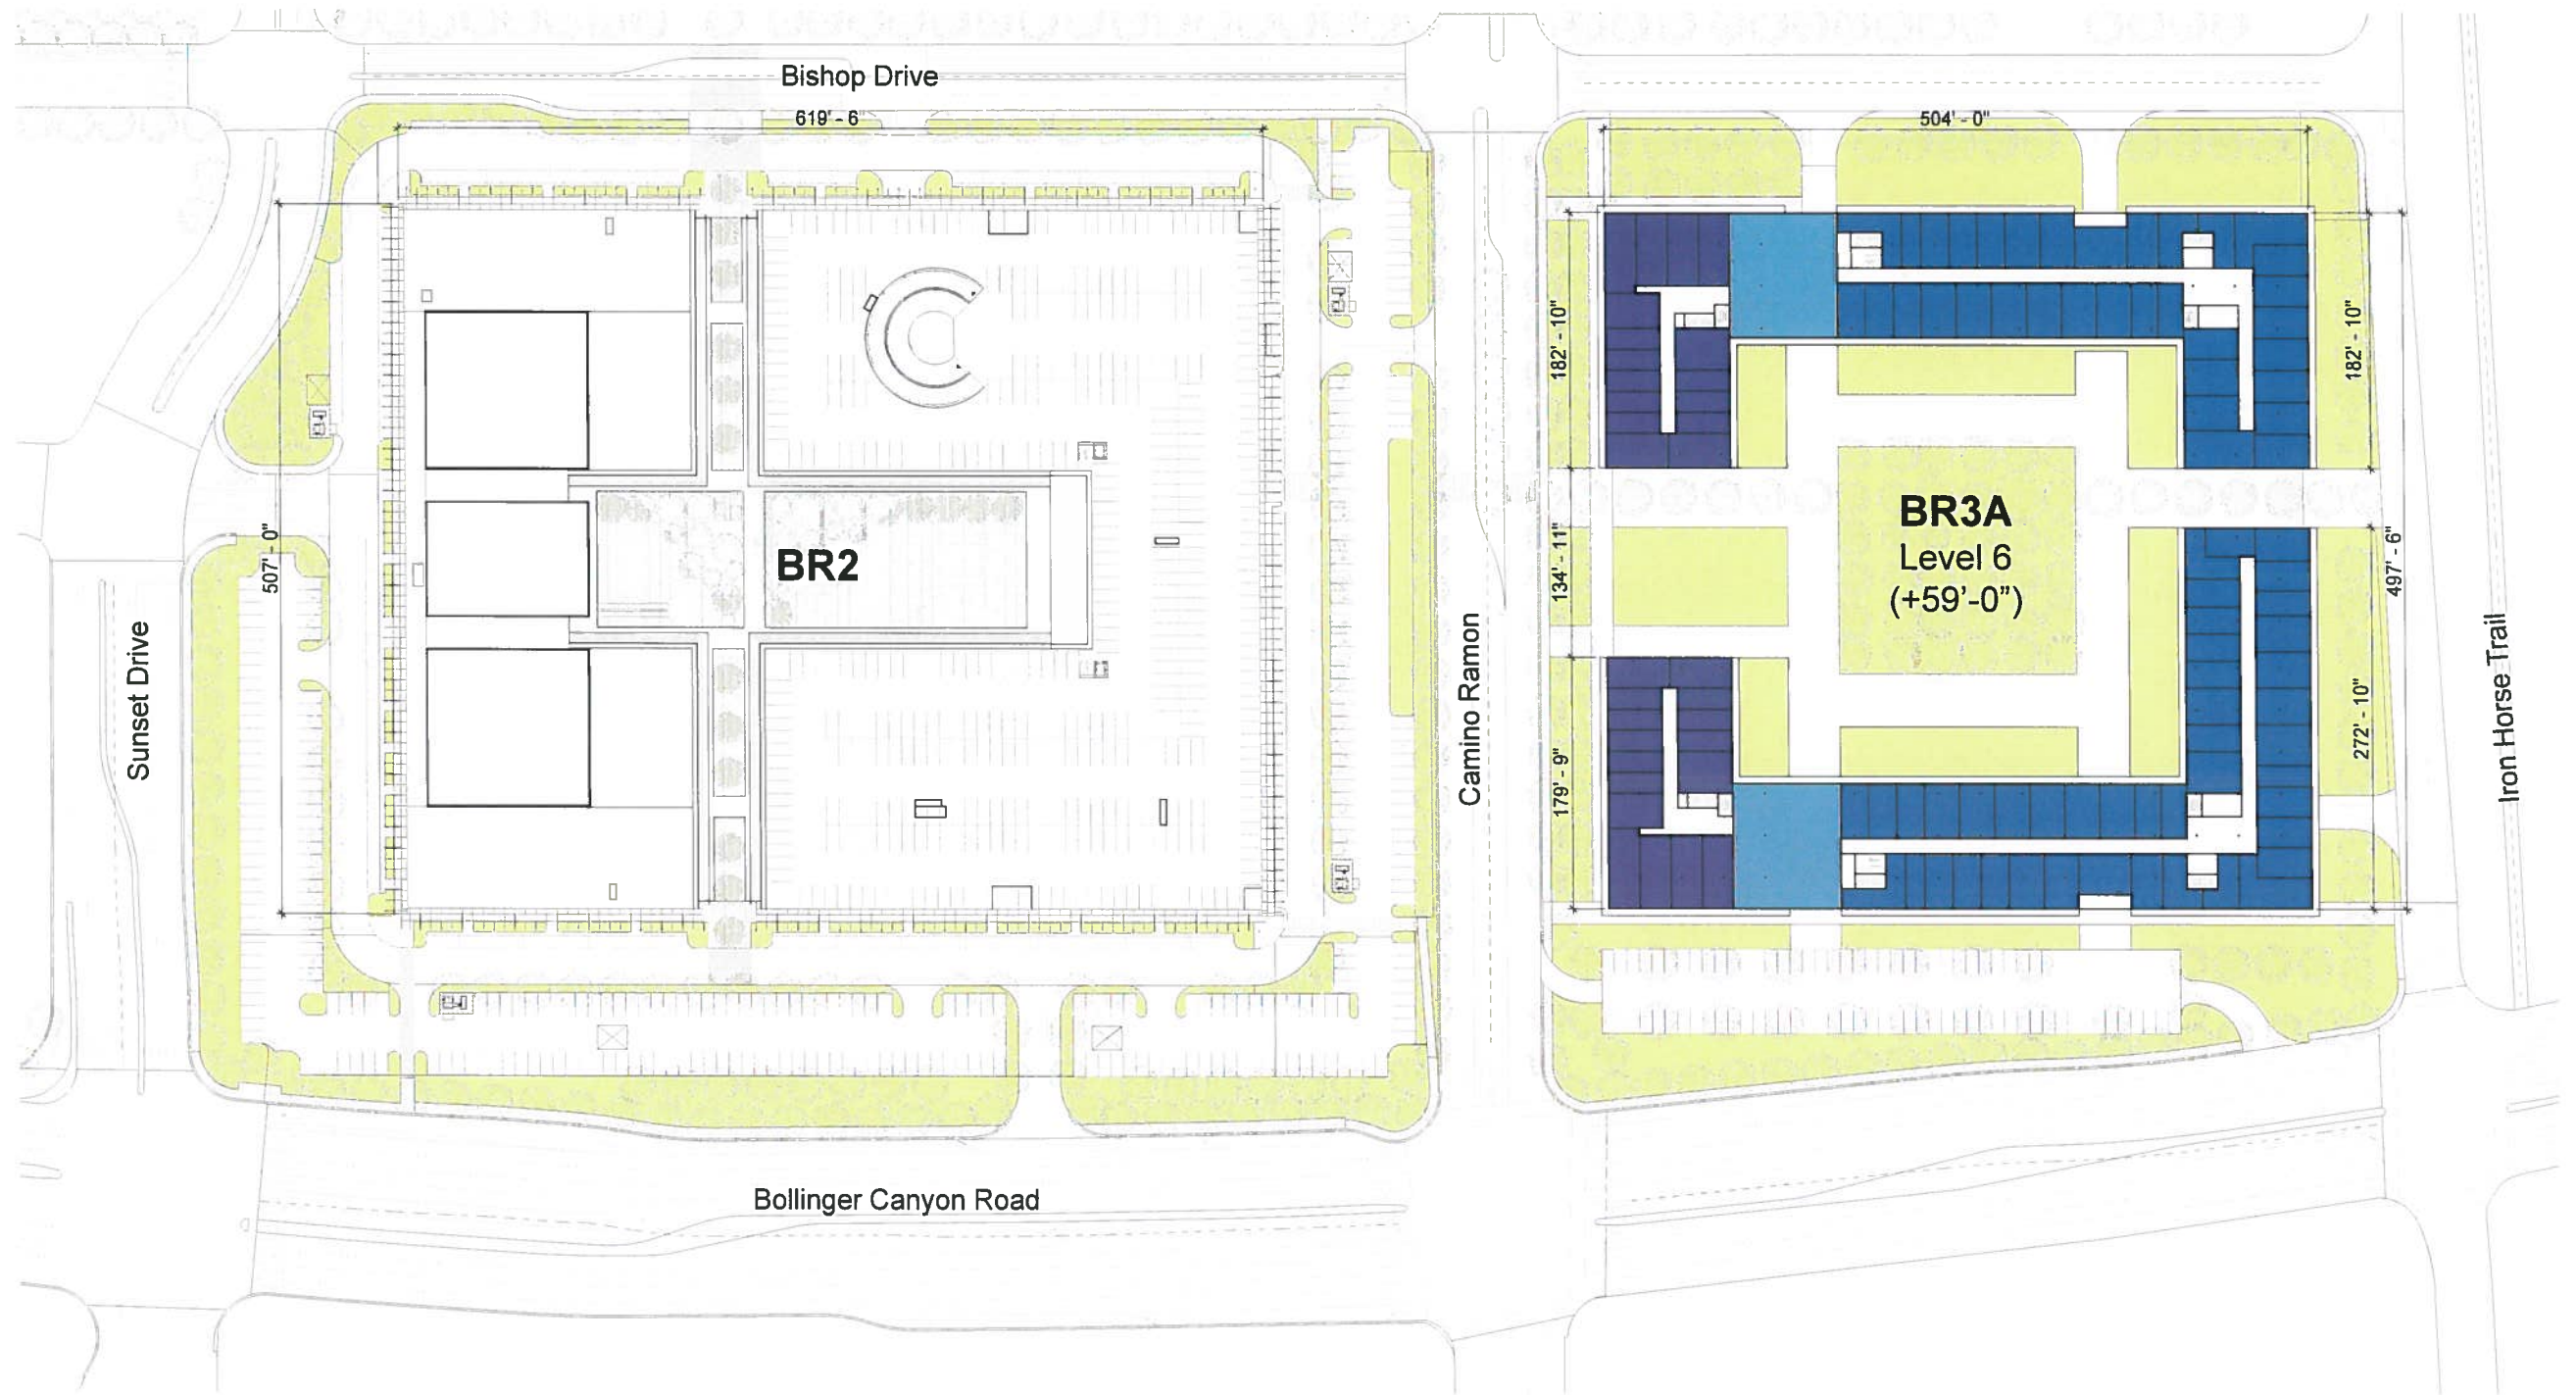 Bishop Drive
619' - 6"
504' - 0"
182' - 10"
182' - 10"
BR3A
Level 6
(+59'-0")
BR2
507' - 0"
134' - 11"
497' - 6"
Sunset Drive
Camino Ramon
Iron Horse Trail
179' - 9"
272' - 10"
Bollinger Canyon Road